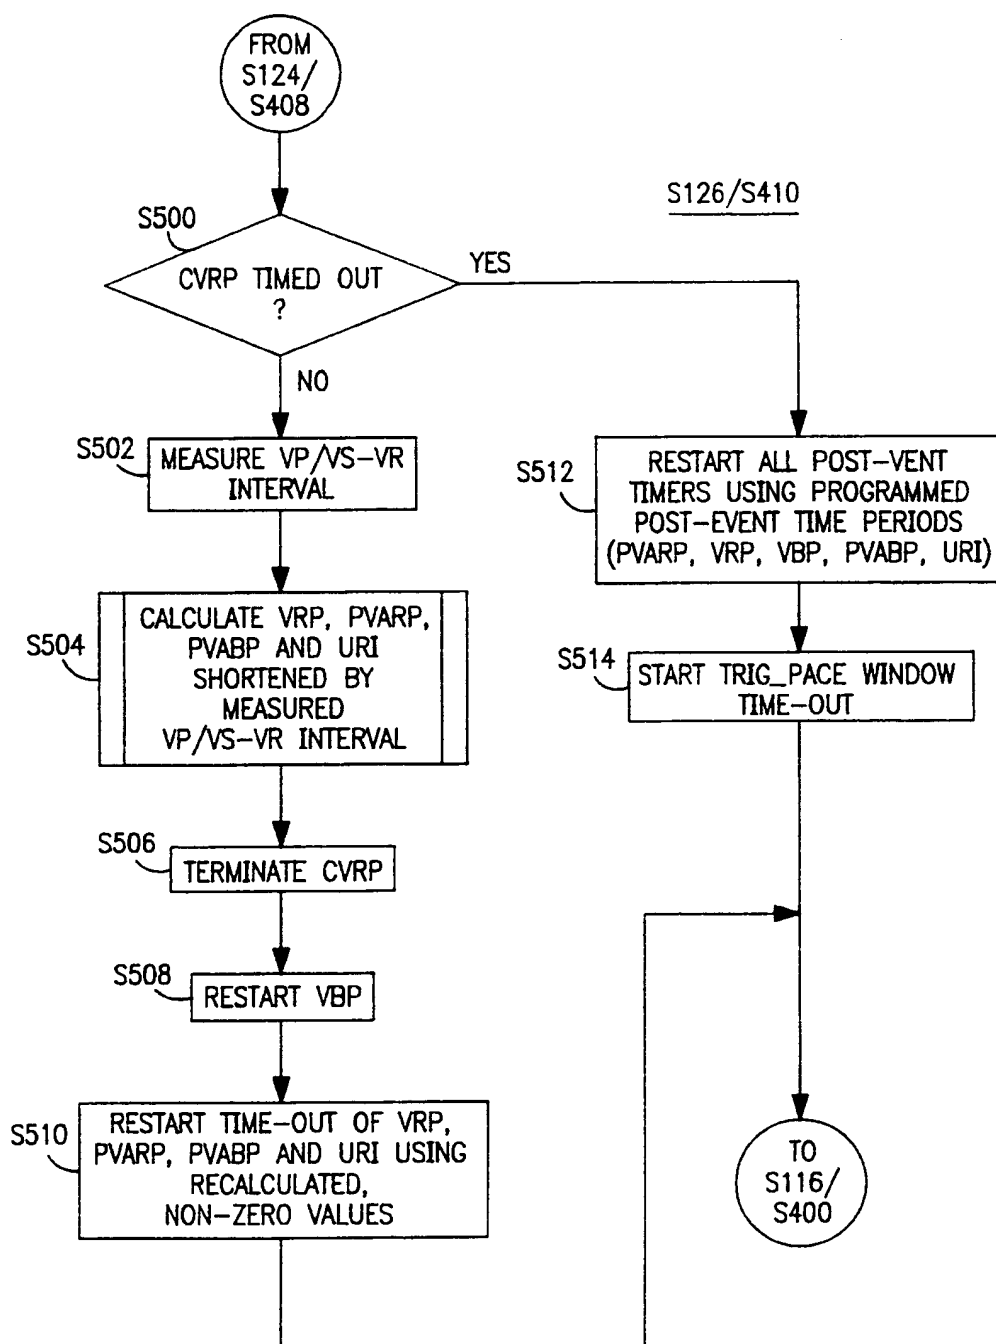 FROM
S124/
S408
S126/S410
S500
CVRP TIMED OUT
?
YES
NO
S502
MEASURE VP/VS-VR
INTERVAL
S504
CALCULATE VRP, PVARP,
PVABP AND URI
SHORTENED BY
MEASURED
VP/VS-VR INTERVAL
S506
TERMINATE CVRP
S508
RESTART VBP
S510
RESTART TIME-OUT OF VRP,
PVARP, PVABP AND URI USING
RECALCULATED,
NON-ZERO VALUES
S512
RESTART ALL POST-VENT
TIMERS USING PROGRAMMED
POST-EVENT TIME PERIODS
(PVARP, VRP, VBP, PVABP, URI)
S514
START TRIG_PACE WINDOW
TIME-OUT
TO
S116/
S400